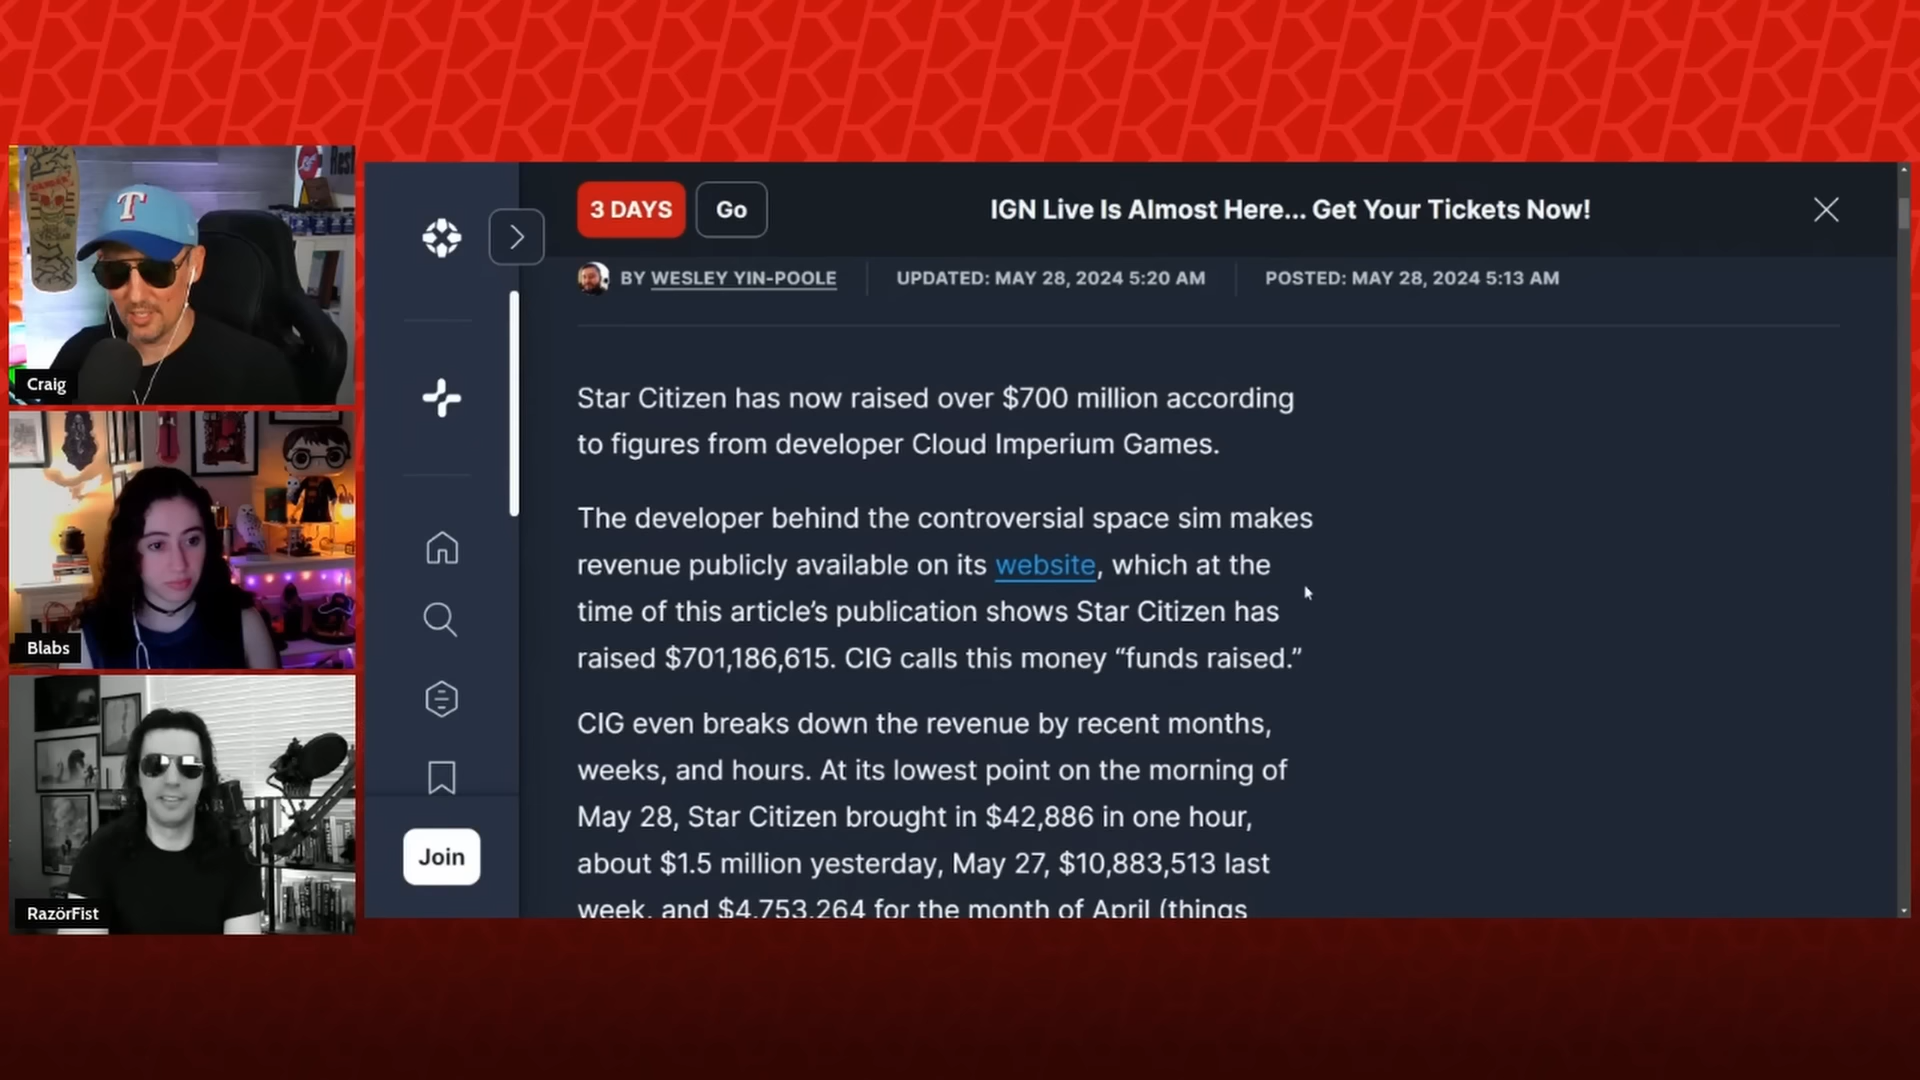 3 DAYS
Go
IGN Live Is Almost Here... Get Your Tickets Now!
BY WESLEY YIN-POOLE
UPDATED: MAY 28, 2024 5:20 AM
POSTED: MAY 28, 2024 5:13 AM
Star Citizen has now raised over $700 million according
to figures from developer Cloud Imperium Games.
The developer behind the controversial space sim makes
revenue publicly available on its website, which at the
time of this article’s publication shows Star Citizen has
raised $701,186,615. CIG calls this money “funds raised.”
CIG even breaks down the revenue by recent months,
weeks, and hours. At its lowest point on the morning of
May 28, Star Citizen brought in $42,886 in one hour,
about $1.5 million yesterday, May 27, $10,883,513 last
week, and $4,753,264 for the month of April (things
Join
T
Craig
Blabs
RazörFist